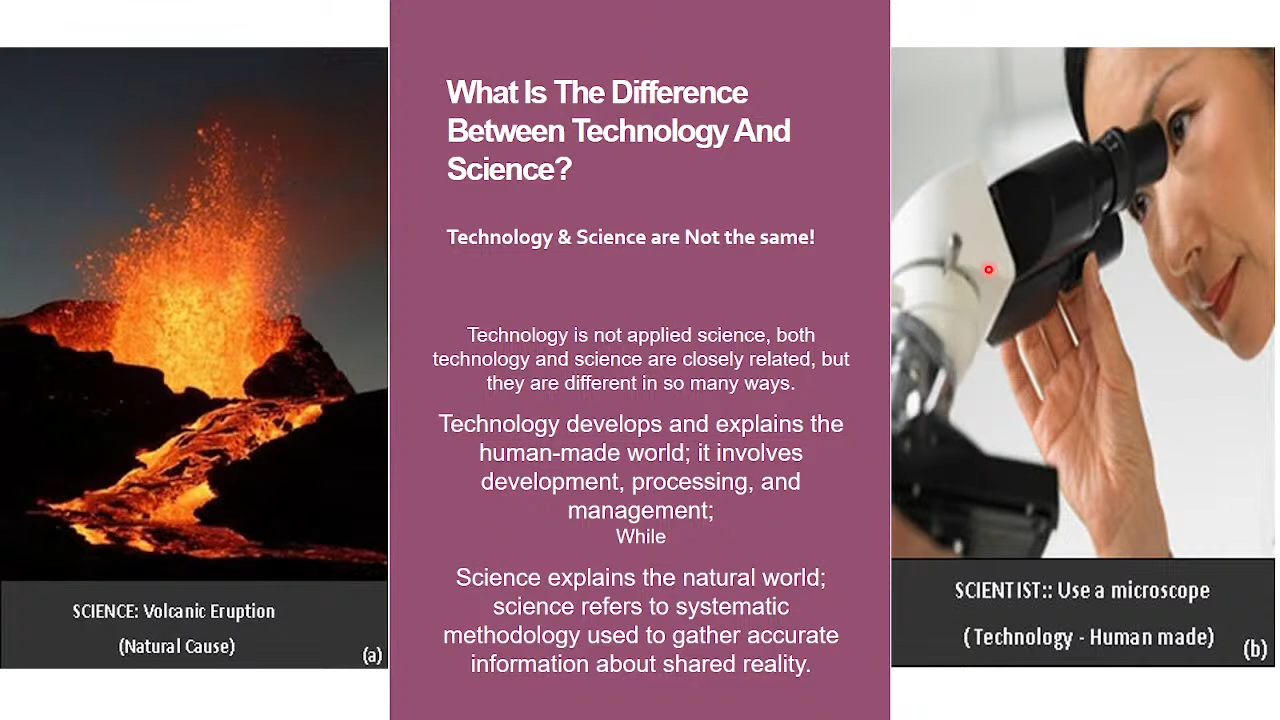 What Is The Difference
Between Technology And
Science?
Technology & Science are Not the same!
Technology is not applied science, both
technology and science are closely related, but
they are different in so many ways.
Technology develops and explains the
human-made world; it involves
development, processing, and
management;
While
Science explains the natural world;
science refers to systematic
methodology used to gather accurate
information about shared reality.
SCIENCE: Volcanic Eruption
(Natural Cause)
(a)
SCIENTIST:: Use a microscope
( Technology - Human made)
(b)